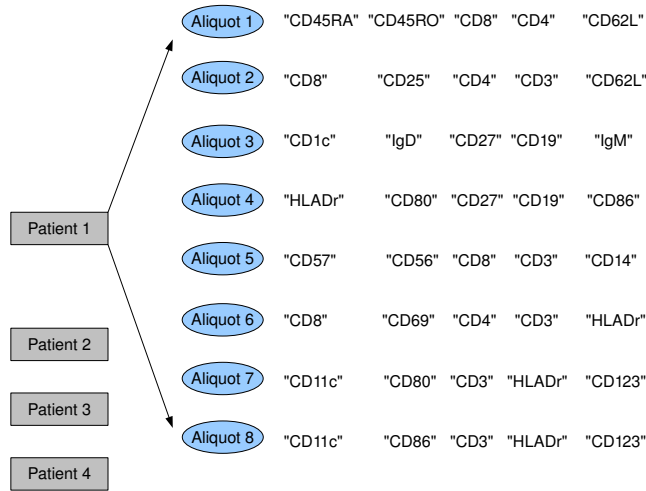 Aliquot 1 "CD45RA" "CD45RO" "CD8" "CD4" "CD62L"
Aliquot 2 "CD8" "CD25" "CD4" "CD3" "CD62L"
Aliquot 3 "CD1c" "IgD" "CD27" "CD19" "IgM"
Aliquot 4 "HLADr" "CD80" "CD27" "CD19" "CD86"
Patient 1
Aliquot 5 "CD57" "CD56" "CD8" "CD3" "CD14"
Aliquot 6 "CD8" "CD69" "CD4" "CD3" "HLADr"
Patient 2
Aliquot 7 "CD11c" "CD80" "CD3" "HLADr" "CD123"
Patient 3
Aliquot 8 "CD11c" "CD86" "CD3" "HLADr" "CD123"
Patient 4